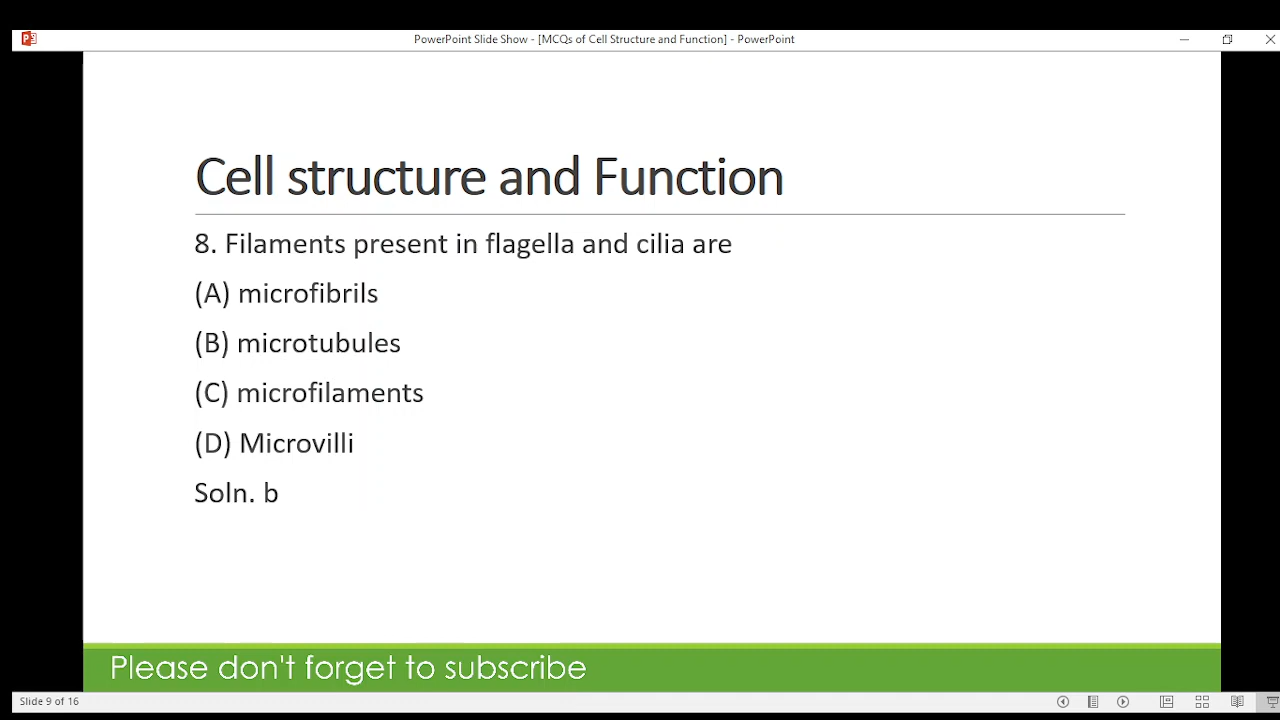 PowerPoint Slide Show - [MCQs of Cell Structure and Function] - PowerPoint
Cell structure and Function
8. Filaments present in flagella and cilia are
(A) microfibrils
(B) microtubules
(C) microfilaments
(D) Microvilli
Soln. b
Please don't forget to subscribe
Slide 9 of 16